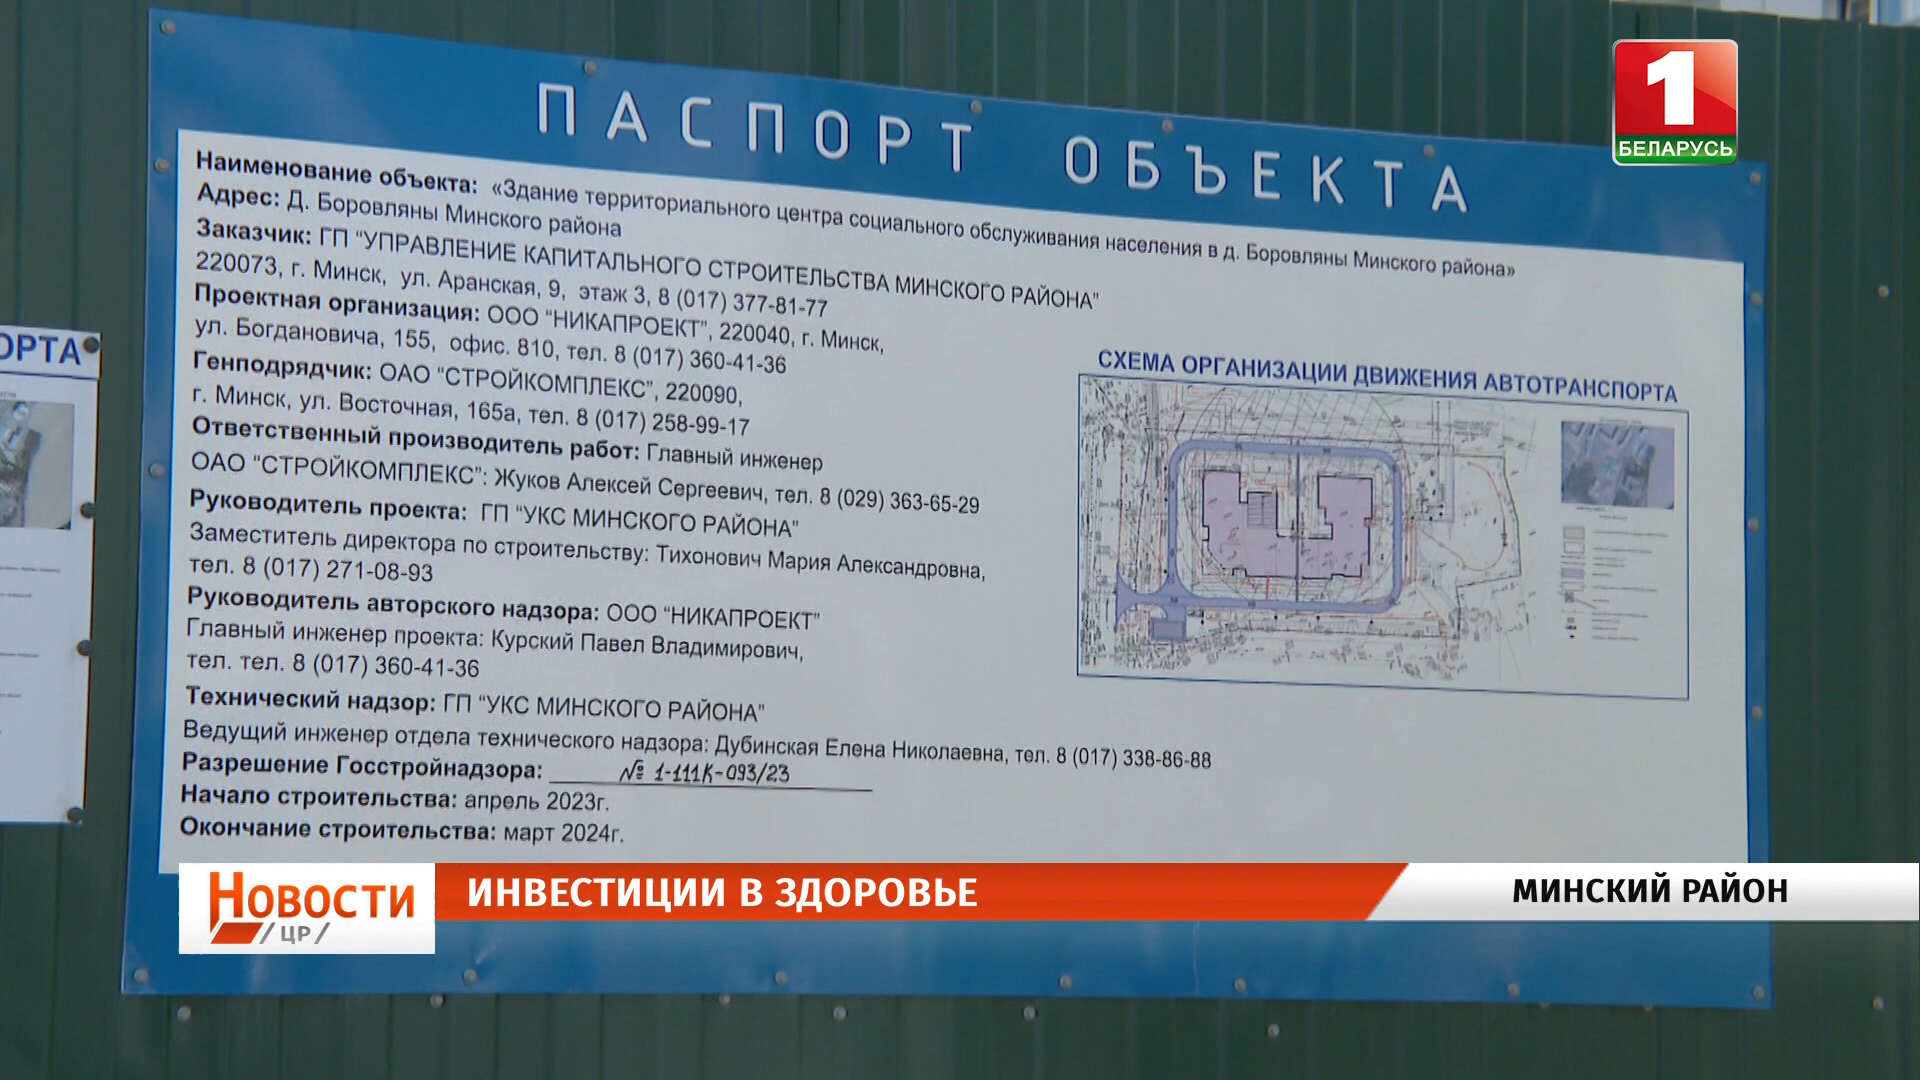 1
БЕЛАРУСЬ
ПАСПОРТ ОБЪЕКТА
Наименование объекта: «Здание территориального центра социального обслуживания населения в д. Боровляны Минского района»
Адрес: Д. Боровляны Минского района
Заказчик: ГП “УПРАВЛЕНИЕ КАПИТАЛЬНОГО СТРОИТЕЛЬСТВА МИНСКОГО РАЙОНА”
220073, г. Минск, ул. Аранская, 9, этаж 3, 8 (017) 377-81-77
Проектная организация: ООО “НИКАПРОЕКТ”, 220040, г. Минск,
ул. Богдановича, 155, офис. 810, тел. 8 (017) 360-41-36
Генподрядчик: ОАО “СТРОЙКОМПЛЕКС”, 220090,
г. Минск, ул. Восточная, 165а, тел. 8 (017) 258-99-17
Ответственный производитель работ: Главный инженер
ОАО “СТРОЙКОМПЛЕКС”: Жуков Алексей Сергеевич, тел. 8 (029) 363-65-29
Руководитель проекта: ГП “УКС МИНСКОГО РАЙОНА”
Заместитель директора по строительству: Тихонович Мария Александровна,
тел. 8 (017) 271-08-93
Руководитель авторского надзора: ООО “НИКАПРОЕКТ”
Главный инженер проекта: Курский Павел Владимирович,
тел. тел. 8 (017) 360-41-36
Технический надзор: ГП “УКС МИНСКОГО РАЙОНА”
Ведущий инженер отдела технического надзора: Дубинская Елена Николаевна, тел. 8 (017) 338-86-88
Разрешение Госстройнадзора: № 1-111К-093/23
Начало строительства: апрель 2023г.
Окончание строительства: март 2024г.
СХЕМА ОРГАНИЗАЦИИ ДВИЖЕНИЯ АВТОТРАНСПОРТА
ОРТА
НОВОСТИ
/ЦР/
ИНВЕСТИЦИИ В ЗДОРОВЬЕ
МИНСКИЙ РАЙОН